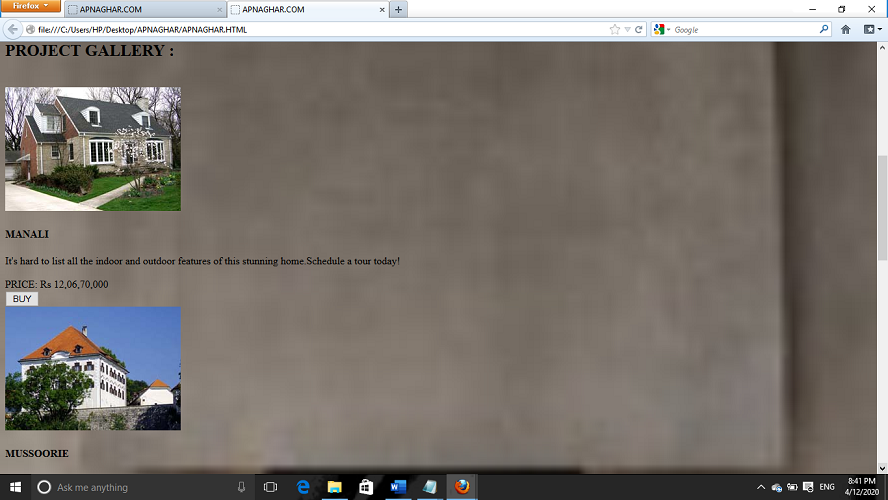 Firefox
APNAGHAR.COM
APNAGHAR.COM
file:///C:/Users/HP/Desktop/APNAGHAR/APNAGHAR.HTML
Google
PROJECT GALLERY :
MANALI
It's hard to list all the indoor and outdoor features of this stunning home.Schedule a tour today!
PRICE: Rs 12,06,70,000
BUY
MUSSOORIE
Ask me anything
ENG
8:41 PM
4/12/2020